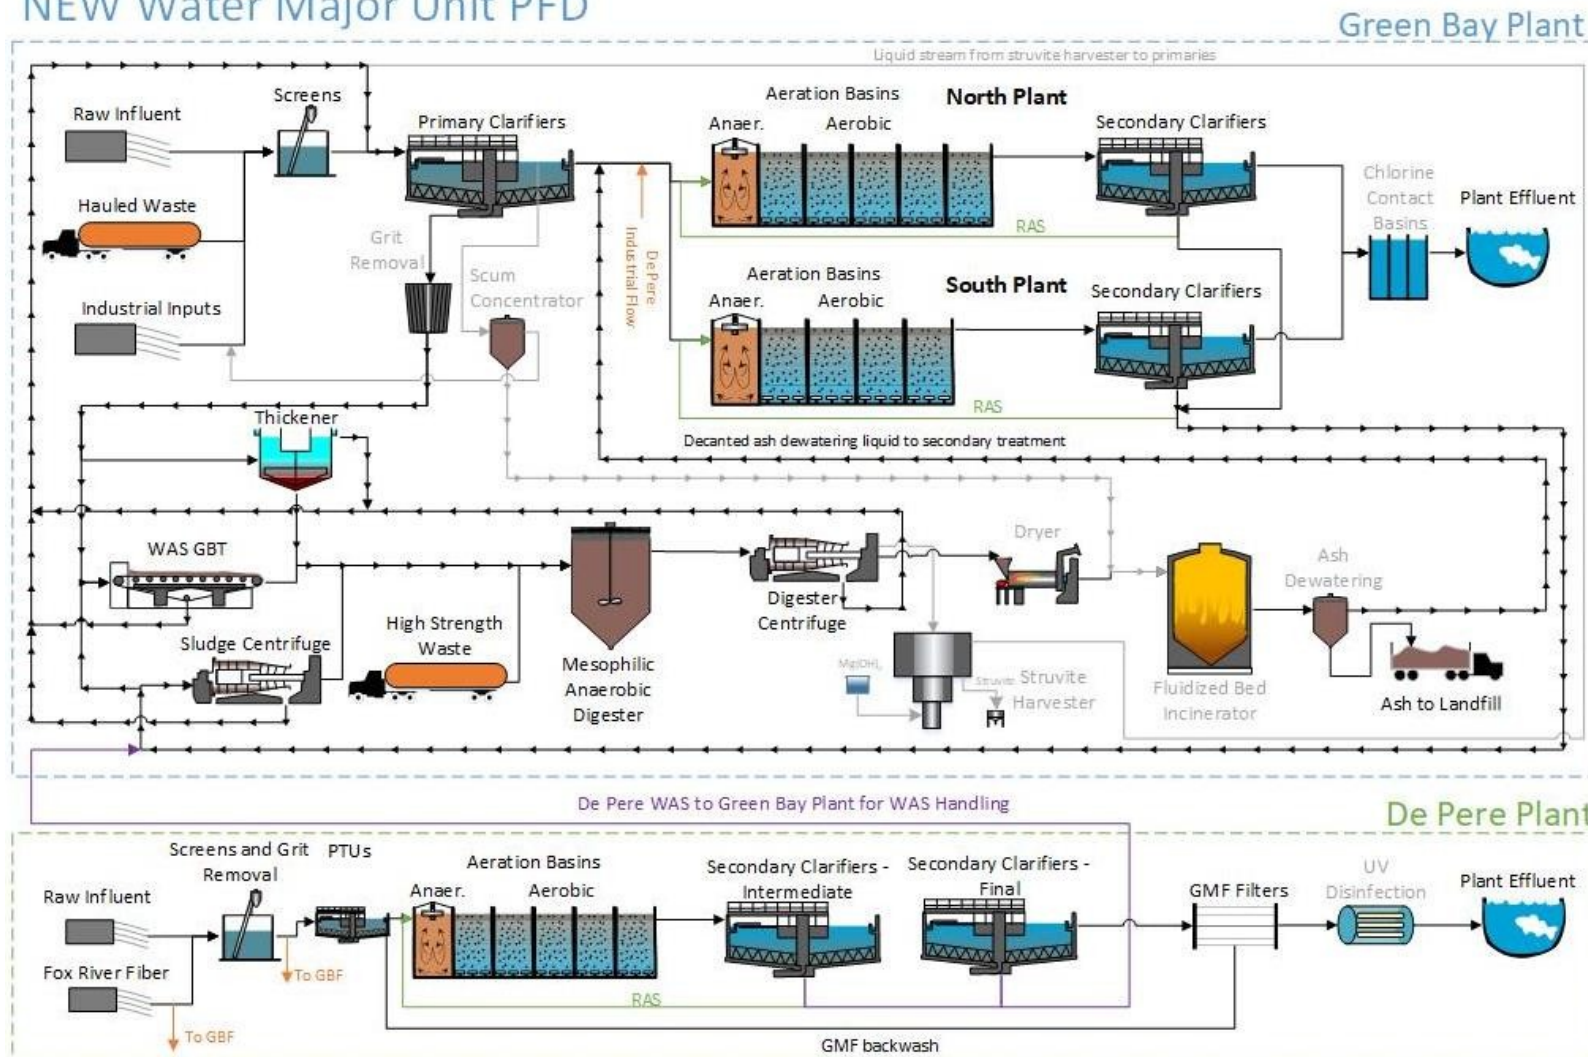 NEW Water Major Unit PFD
Green Bay Plant
Liquid stream from struvite harvester to primaries
Raw Influent
Screens
Primary Clarifiers
Aeration Basins
North Plant
Anaer.
Aerobic
Secondary Clarifiers
Chlorine
Contact
Basins
Plant Effluent
Hauled Waste
Grit
Removal
Scum
Concentrator
De Pere
Industrial Flow
RAS
Industrial Inputs
Aeration Basins
South Plant
Anaer.
Aerobic
Secondary Clarifiers
RAS
Thickener
Decanted ash dewatering liquid to secondary treatment
WAS GBT
Sludge Centrifuge
High Strength
Waste
Mesophilic
Anaerobic
Digester
Digester
Centrifuge
Dryer
Ash
Dewatering
Mg(OH)2
Struvite
Struvite
Harvester
Fluidized Bed
Incinerator
Ash to Landfill
De Pere WAS to Green Bay Plant for WAS Handling
De Pere Plant
Screens and Grit
Removal
PTUs
Raw Influent
Fox River Fiber
To GBF
To GBF
Aeration Basins
Anaer.
Aerobic
RAS
Secondary Clarifiers -
Intermediate
Secondary Clarifiers -
Final
GMF Filters
UV
Disinfection
Plant Effluent
GMF backwash